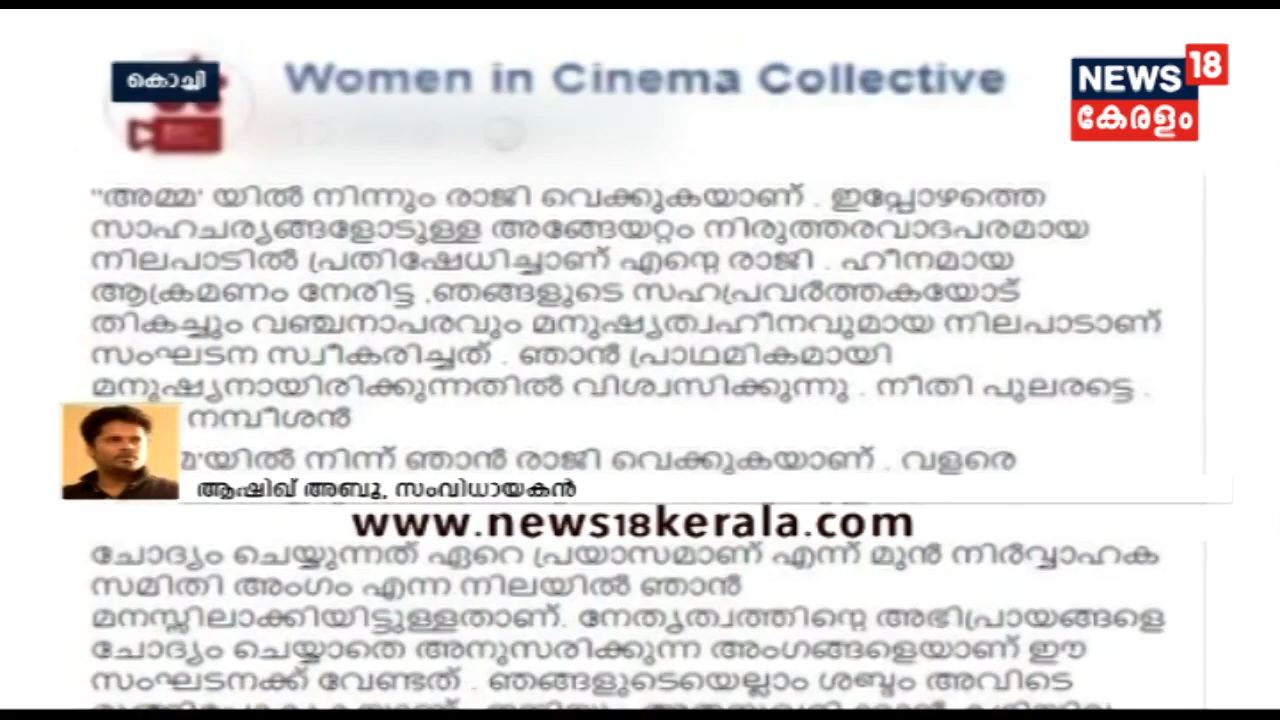 കൊച്ചി
Women in Cinema Collective
NEWS 18
കേരളം
"അമ്മ' യിൽ നിന്നും രാജി വെക്കുകയാണ് . ഇപ്പോഴത്തെ
സാഹചര്യങ്ങളോടുള്ള അങ്ങേയറ്റം നിരുത്തരവാദപരമായ
നിലപാടിൽ പ്രതിഷേധിച്ചാണ് എന്റെ രാജി . ഹീനമായ
ആക്രമണം നേരിട്ട ,ഞങ്ങളുടെ സഹപ്രവർത്തകയോട്
തികച്ചും വഞ്ചനാപരവും മനുഷ്യത്വഹീനവുമായ നിലപാടാണ്
സംഘടന സ്വീകരിച്ചത് . ഞാൻ പ്രാഥമികമായി
മനുഷ്യനായിരിക്കുന്നതിൽ വിശ്വസിക്കുന്നു . നീതി പുലരട്ടെ .
നമ്പീശൻ
മ'യിൽ നിന്ന് ഞാൻ രാജി വെക്കുകയാണ് . വളരെ
ആഷിഖ് അബു, സംവിധായകൻ
www.news18kerala.com
ചോദ്യം ചെയ്യുന്നത് ഏറെ പ്രയാസമാണ് എന്ന് മുൻ നിർവ്വാഹക
സമിതി അംഗം എന്ന നിലയിൽ ഞാൻ
മനസ്സിലാക്കിയിട്ടുള്ളതാണ്. നേതൃത്വത്തിന്റെ അഭിപ്രായങ്ങളെ
ചോദ്യം ചെയ്യാതെ അനുസരിക്കുന്ന അംഗങ്ങളെയാണ് ഈ
സംഘടനക്ക് വേണ്ടത് . ഞങ്ങളുടെയെല്ലാം ശബ്ദം അവിടെ